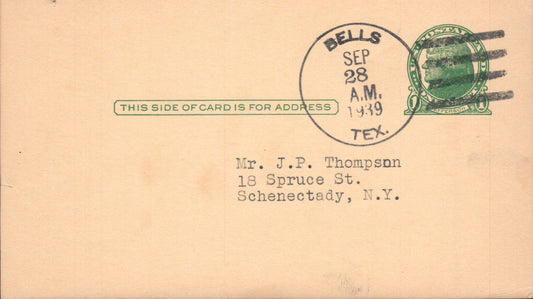 BELLS
SEP
28
A.M.
1939
TEX.
THIS SIDE OF CARD IS FOR ADDRESS
Mr. J.P. Thompson
18 Spruce St.
Schenectady, N.Y.